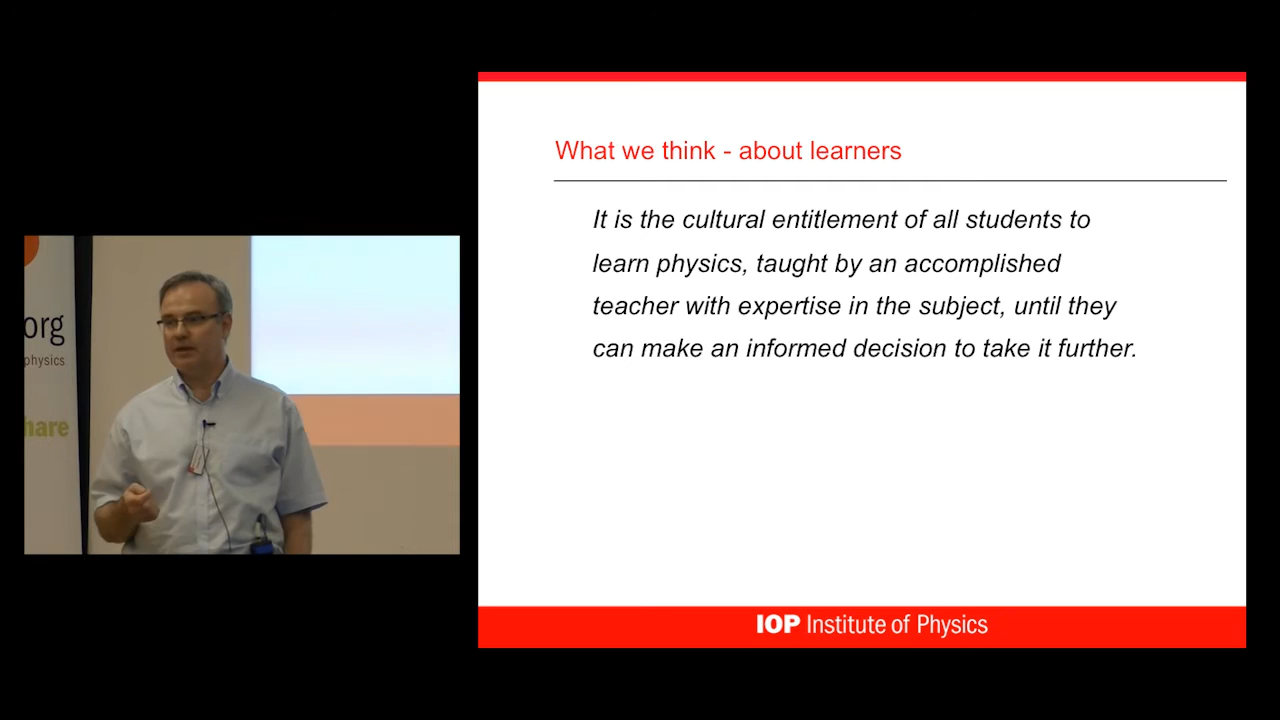 What we think - about learners
It is the cultural entitlement of all students to
learn physics, taught by an accomplished
teacher with expertise in the subject, until they
can make an informed decision to take it further.
IOP Institute of Physics
org
physics
hare